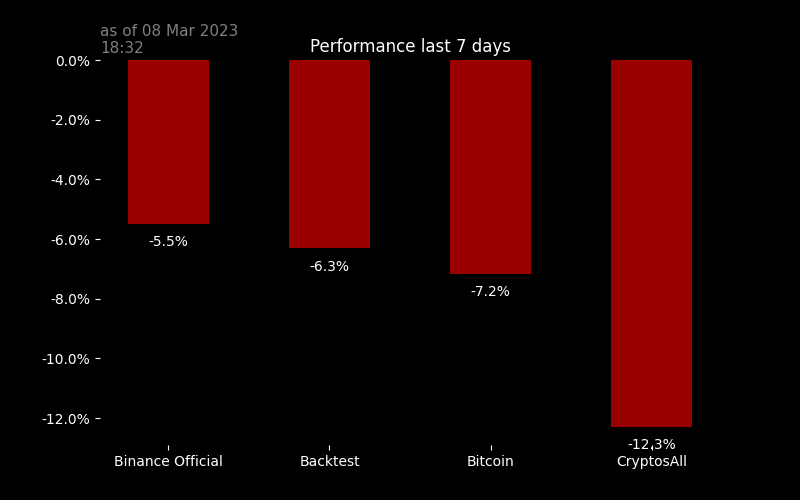 as of 08 Mar 2023
18:32
Performance last 7 days
0.0%
-2.0%
-4.0%
-6.0%
-8.0%
-10.0%
-12.0%
-5.5%
-6.3%
-7.2%
-12.3%
Binance Official
Backtest
Bitcoin
CryptosAll